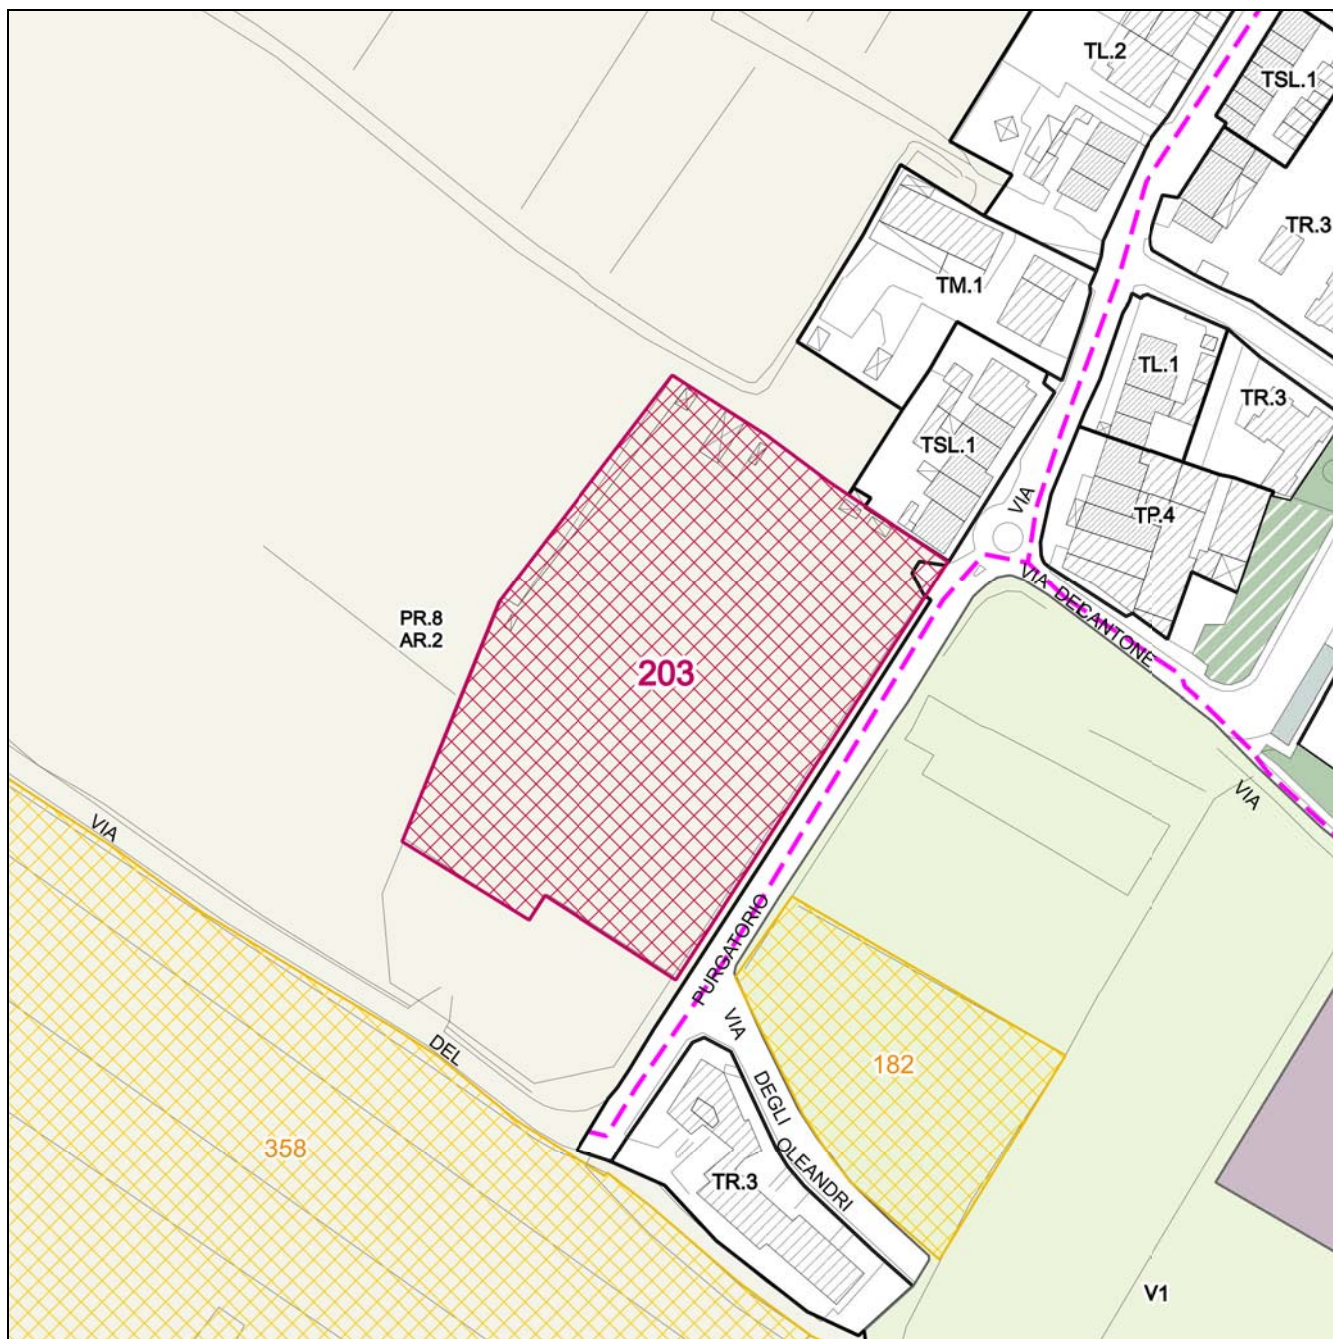 TL.2
TSL.1
TR.3
TM.1
TL.1
TR.3
TSL.1
VIA
TP.4
VIA DECANTONE
PR.8
AR.2
203
VIA
VIA
PURGATORIO
VIA
DEL
182
DEGLI
358
OLEANDRI
TR.3
V1